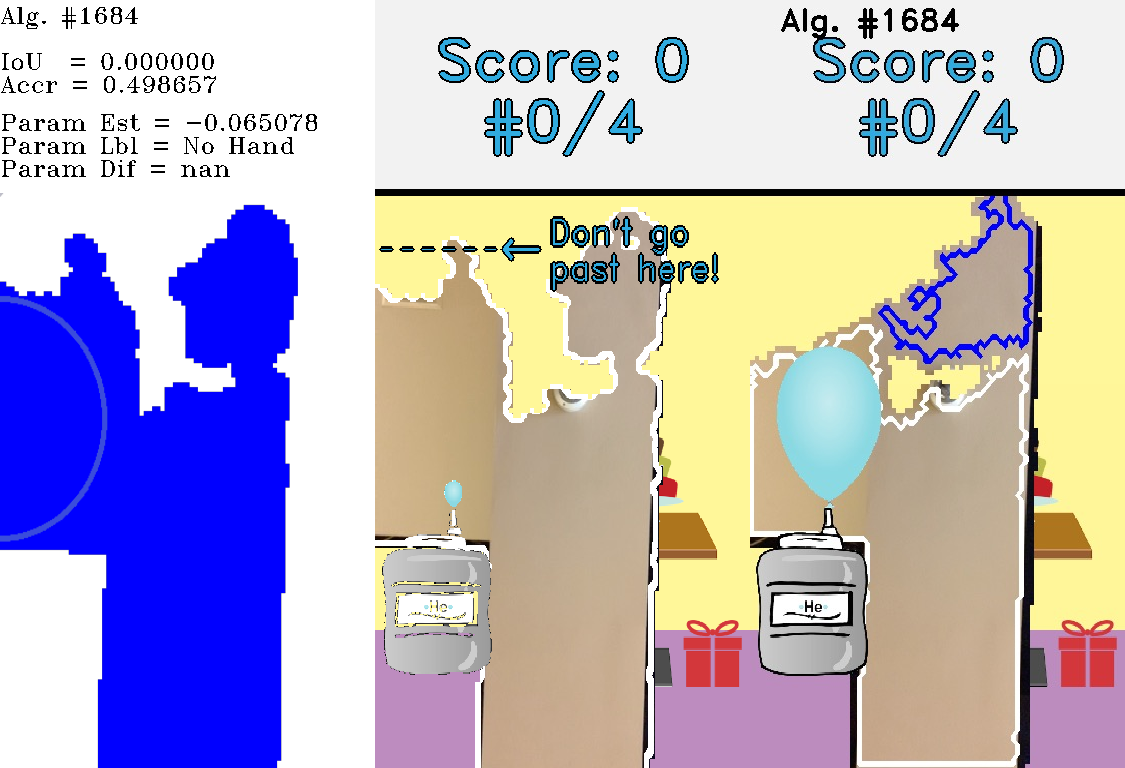 Alg. #1684
IoU = 0.000000
Accr = 0.498657
Param Est = −0.065078
Param Lbl = No Hand
Param Dif = nan
Score: 0
#0/4
Don't go
past here!
He
Alg. #1684
Score: 0
#0/4
He